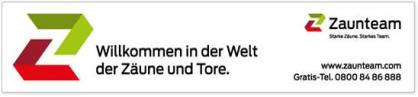 Willkommen in der Welt
der Zäune und Tore.
Zaunteam
Starke Zäune. Starkes Team.
www.zaunteam.com
Gratis-Tel. 0800 84 86 888